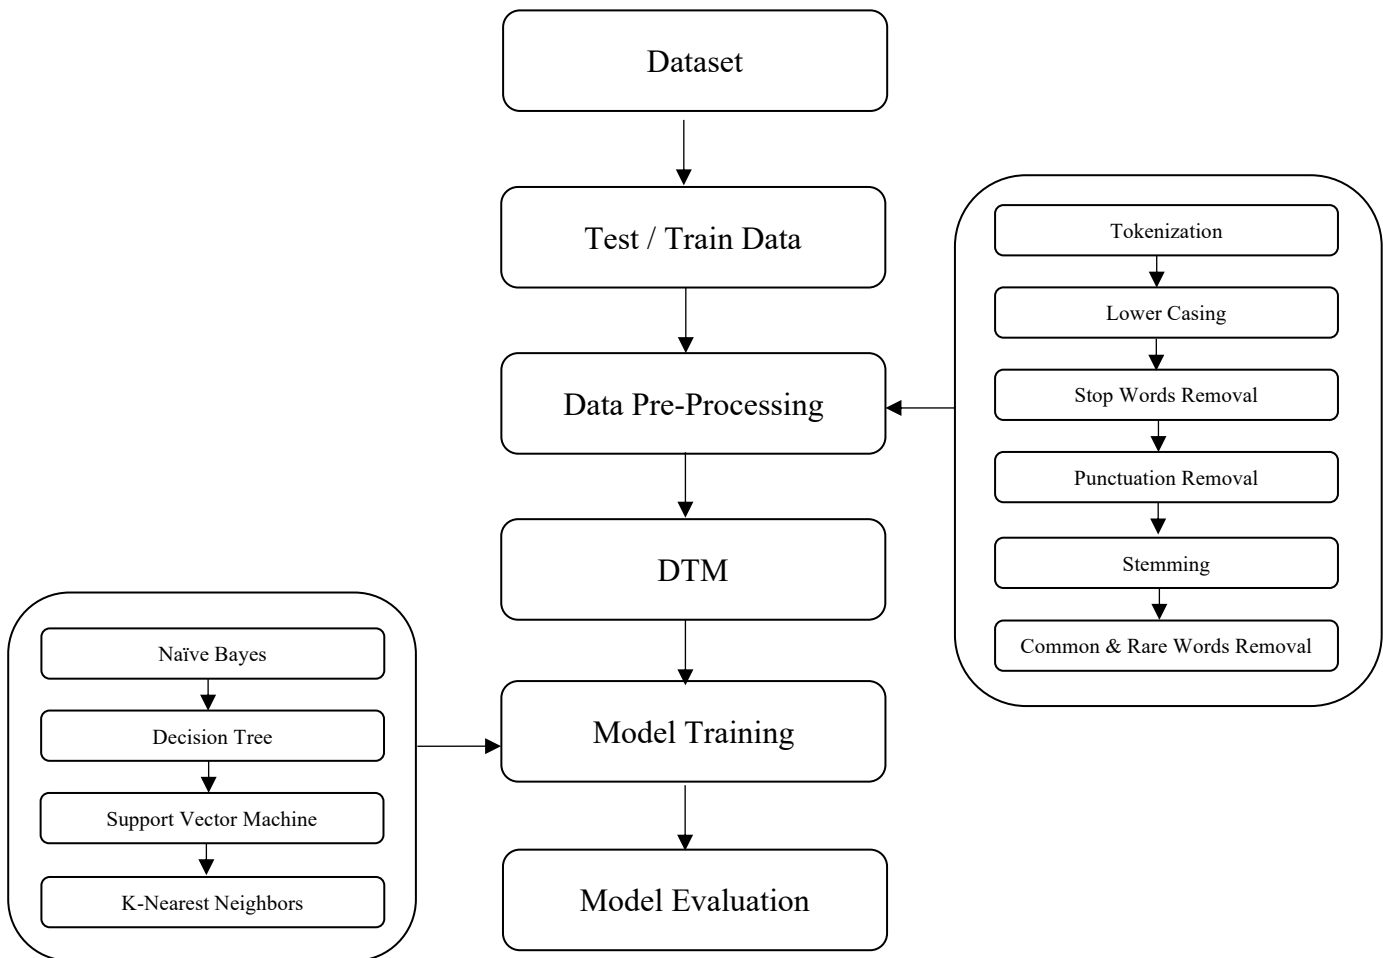 Dataset
Test / Train Data
Data Pre-Processing
DTM
Model Training
Model Evaluation
Tokenization
Lower Casing
Stop Words Removal
Punctuation Removal
Stemming
Common & Rare Words Removal
Naïve Bayes
Decision Tree
Support Vector Machine
K-Nearest Neighbors